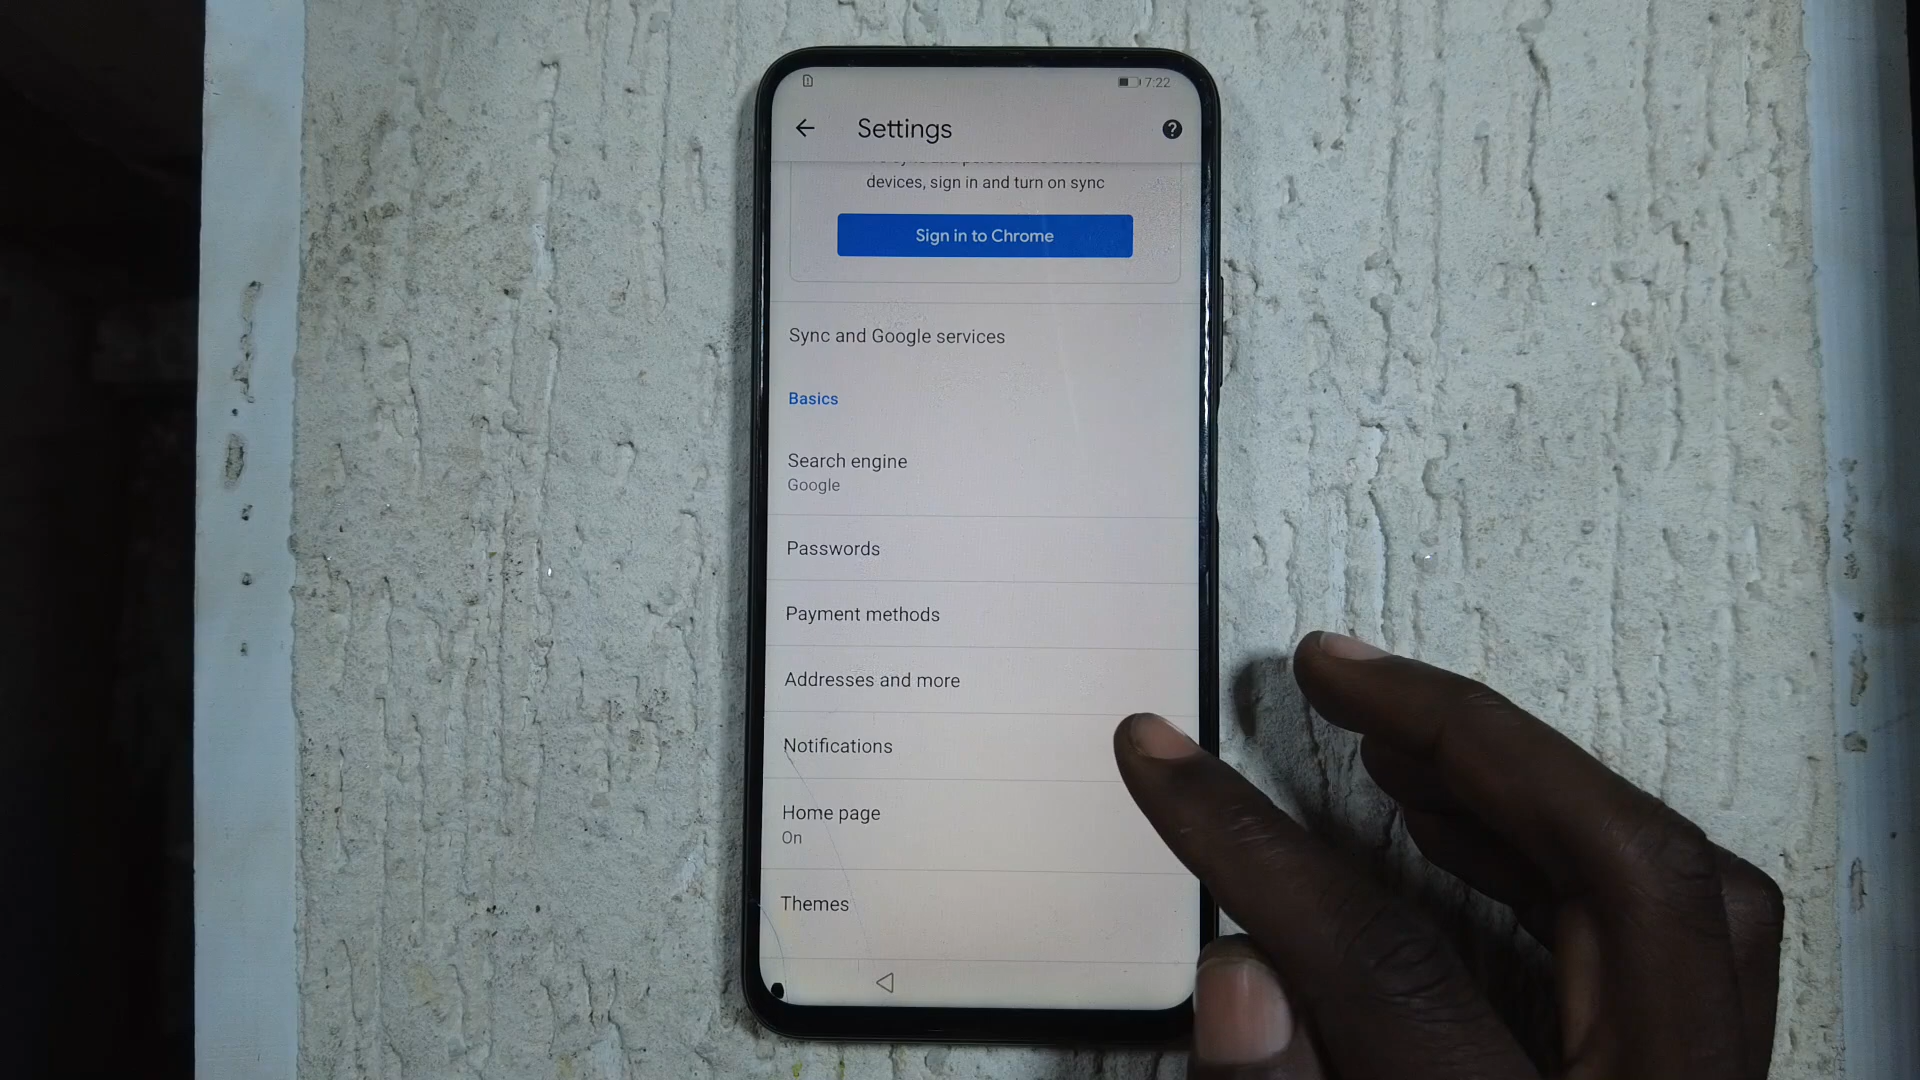 7:22
Settings
devices, sign in and turn on sync
Sign in to Chrome
Sync and Google services
Basics
Search engine
Google
Passwords
Payment methods
Addresses and more
Notifications
Home page
On
Themes